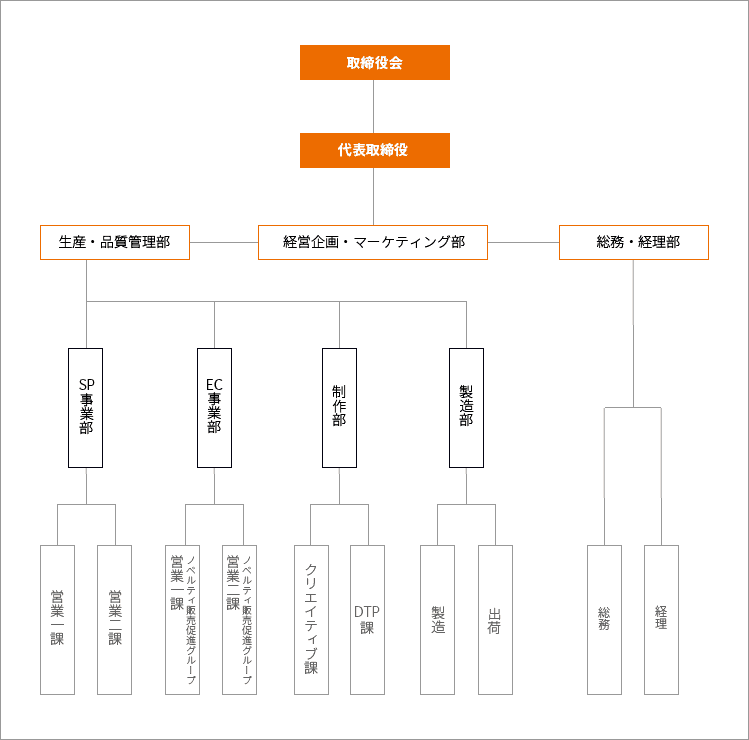 取締役会
代表取締役
生産・品質管理部
経営企画・マーケティング部
総務・経理部
SP事業部
EC事業部
制作部
製造部
営業一課
営業二課
ノベルティ販売促進グループ
営業一課
ノベルティ販売促進グループ
営業二課
クリエイティブ課
DTP課
製造
出荷
総務
経理